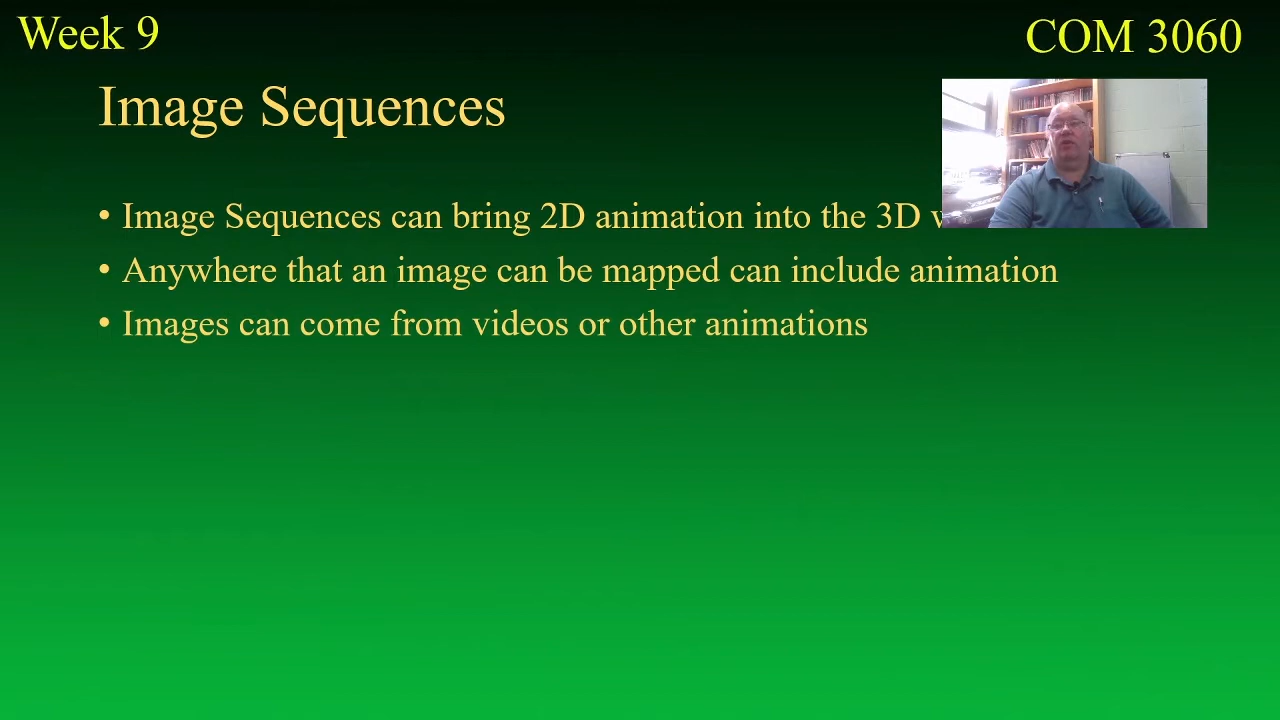 Week 9
COM 3060
Image Sequences
• Image Sequences can bring 2D animation into the 3D
• Anywhere that an image can be mapped can include animation
• Images can come from videos or other animations